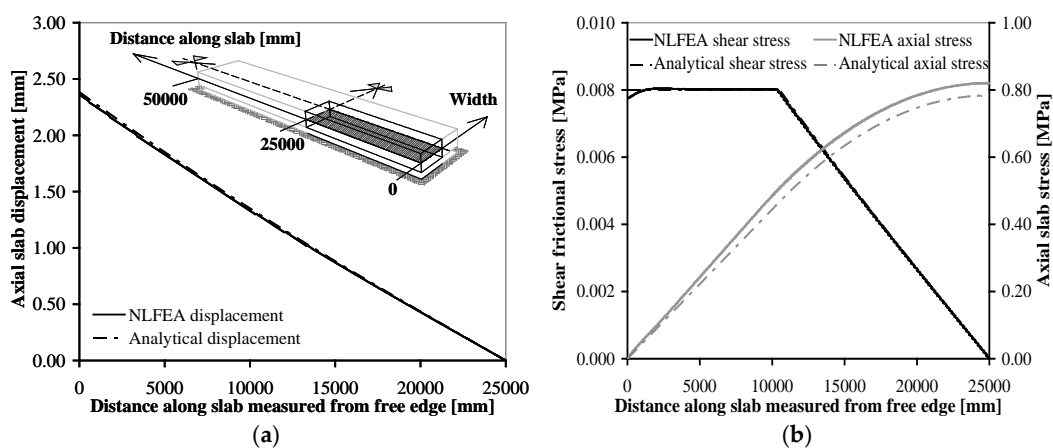 3.00
2.50
2.00
1.50
1.00
0.50
0.00
Axial slab displacement [mm]
Distance along slab [mm]
Width
50000
25000
0
NLFEA displacement
Analytical displacement
0
5000
10000
15000
20000
25000
Distance along slab measured from free edge [mm]
(a)
0.010
0.008
0.006
0.004
0.002
0.000
Shear frictional stress [MPa]
NLFEA shear stress
NLFEA axial stress
Analytical shear stress
Analytical axial stress
1.00
0.80
0.60
0.40
0.20
0.00
Axial slab stress [MPa]
0
5000
10000
15000
20000
25000
Distance along slab measured from free edge [mm]
(b)